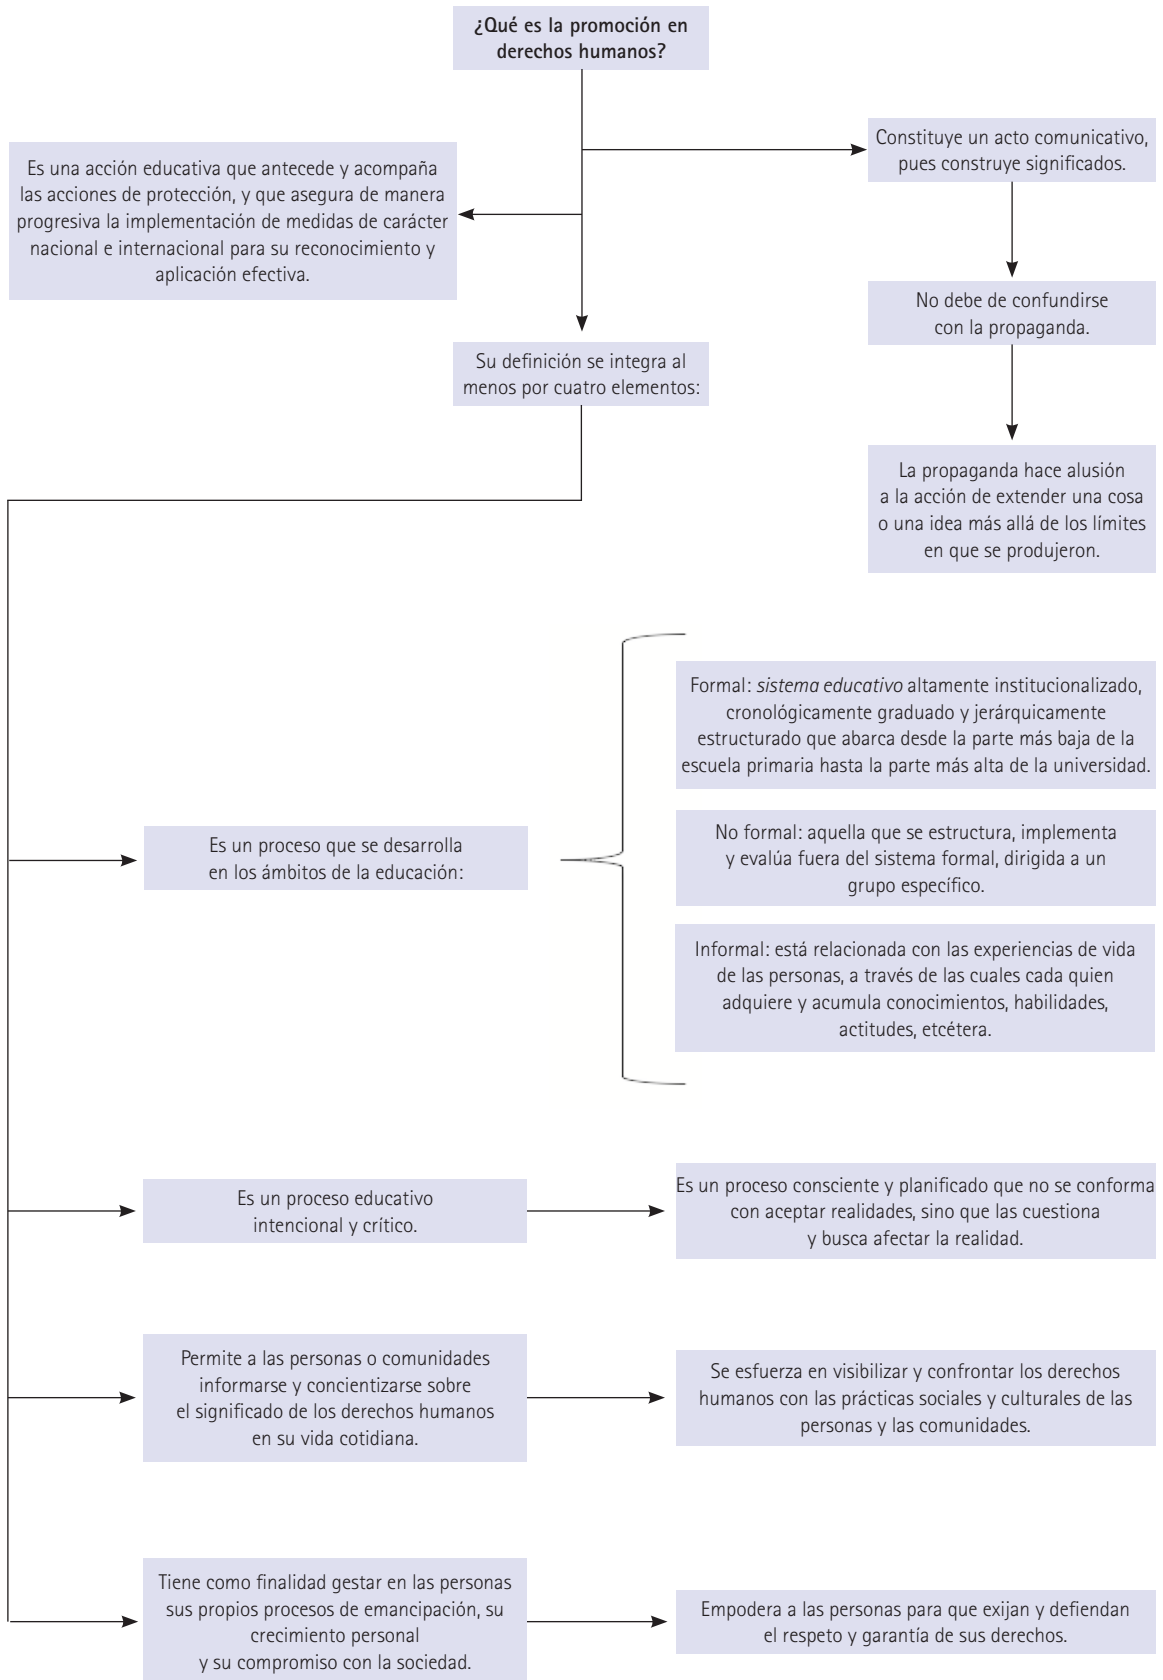 ¿Qué es la promoción en
derechos humanos?
Es una acción educativa que antecede y acompaña
las acciones de protección, y que asegura de manera
progresiva la implementación de medidas de carácter
nacional e internacional para su reconocimiento y
aplicación efectiva.
Constituye un acto comunicativo,
pues construye significados.
No debe de confundirse
con la propaganda.
La propaganda hace alusión
a la acción de extender una cosa
o una idea más allá de los límites
en que se produjeron.
Su definición se integra al
menos por cuatro elementos:
Es un proceso que se desarrolla
en los ámbitos de la educación:
Formal: sistema educativo altamente institucionalizado,
cronológicamente graduado y jerárquicamente
estructurado que abarca desde la parte más baja de la
escuela primaria hasta la parte más alta de la universidad.
No formal: aquella que se estructura, implementa
y evalúa fuera del sistema formal, dirigida a un
grupo específico.
Informal: está relacionada con las experiencias de vida
de las personas, a través de las cuales cada quien
adquiere y acumula conocimientos, habilidades,
actitudes, etcétera.
Es un proceso educativo
intencional y crítico.
Es un proceso consciente y planificado que no se conforma
con aceptar realidades, sino que las cuestiona
y busca afectar la realidad.
Permite a las personas o comunidades
informarse y concientizarse sobre
el significado de los derechos humanos
en su vida cotidiana.
Se esfuerza en visibilizar y confrontar los derechos
humanos con las prácticas sociales y culturales de las
personas y las comunidades.
Tiene como finalidad gestar en las personas
sus propios procesos de emancipación, su
crecimiento personal
y su compromiso con la sociedad.
Empodera a las personas para que exijan y defiendan
el respeto y garantía de sus derechos.